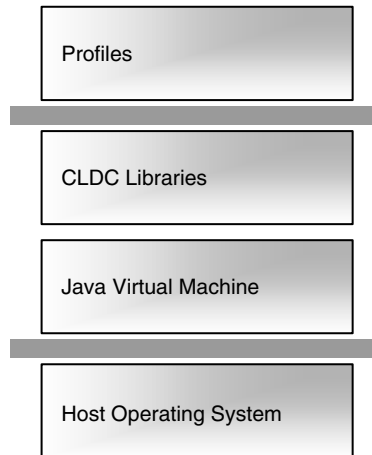 Profiles
CLDC Libraries
Java Virtual Machine
Host Operating System